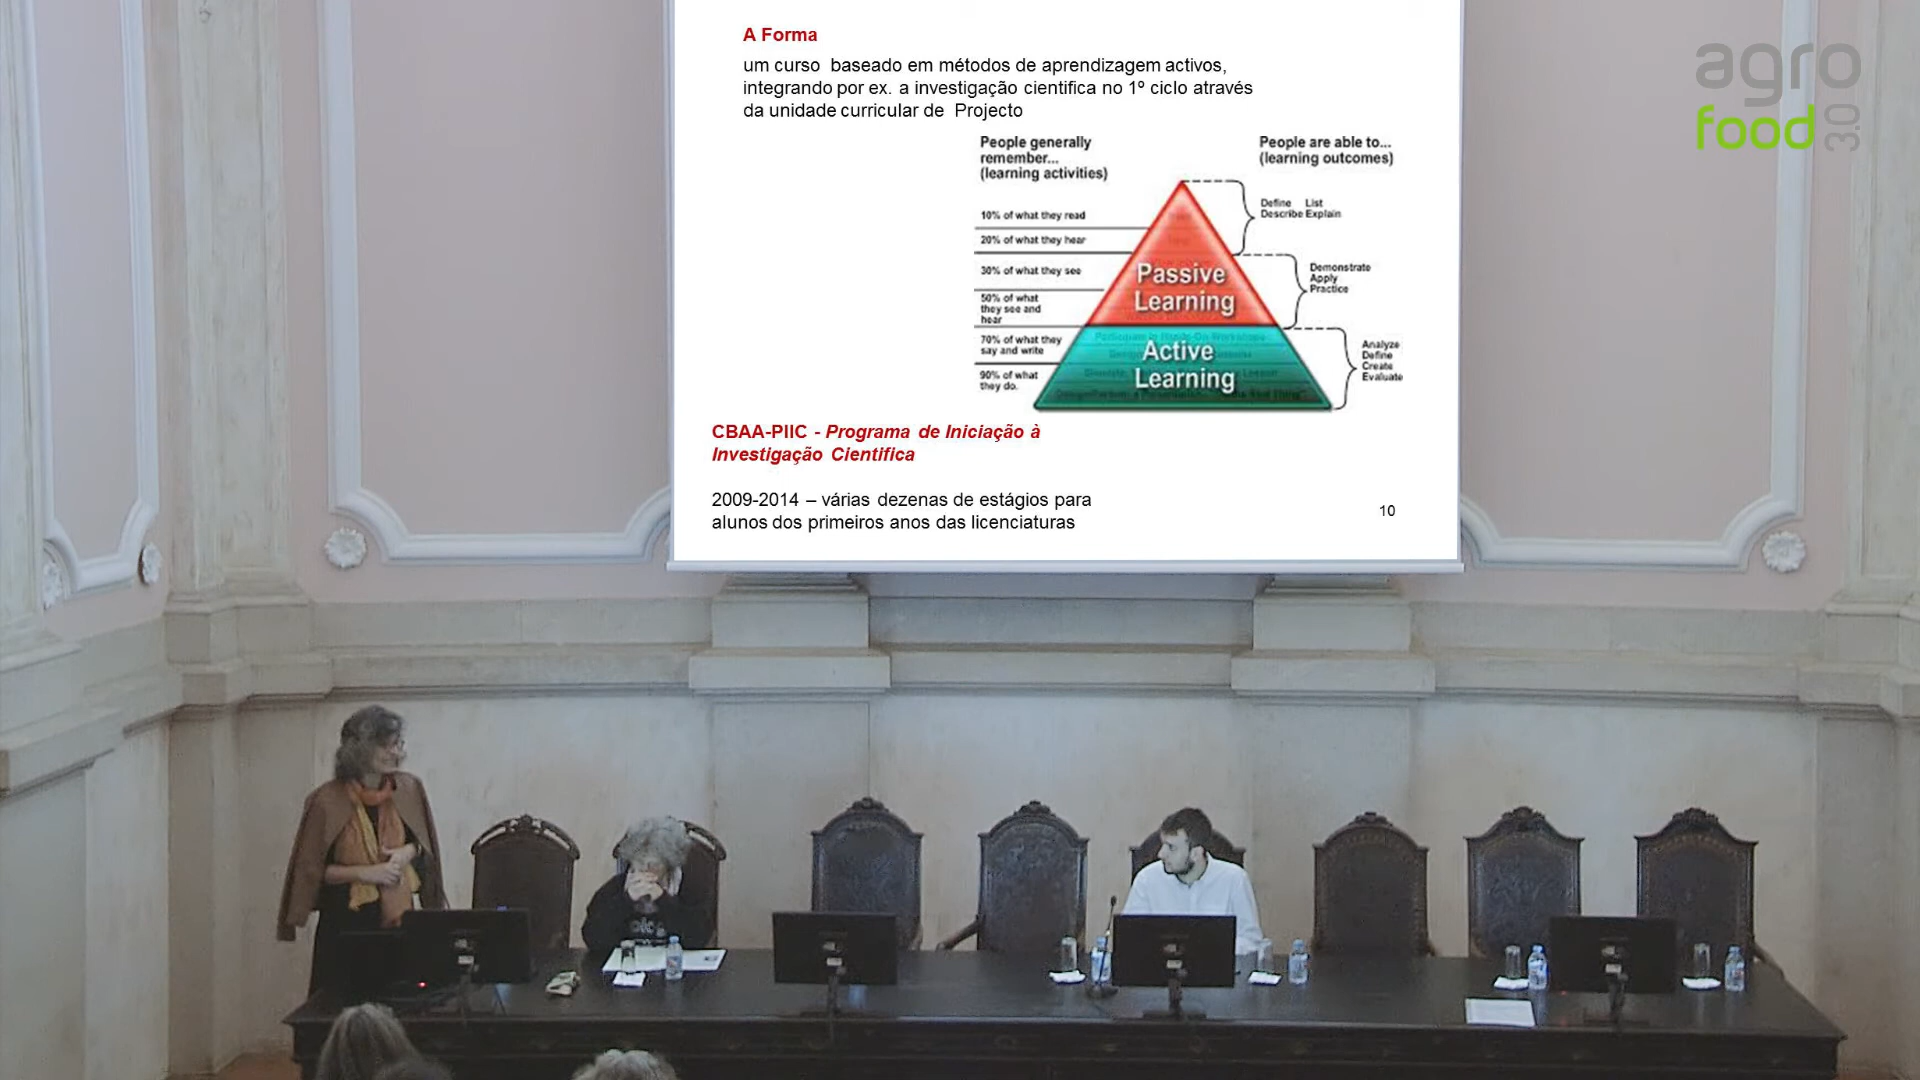 A Forma
um curso baseado em métodos de aprendizagem activos,
integrando por ex. a investigação cientifica no 1º ciclo através
da unidade curricular de Projecto
People generally
remember...
(learning activities)
People are able to...
(learning outcomes)
10% of what they read
20% of what they hear
30% of what they see
50% of what
they see and
hear
70% of what they
say and write
90% of what
they do.
Passive
Learning
Active
Learning
Define List
Describe Explain
Demonstrate
Apply
Practice
Analyze
Define
Create
Evaluate
CBAA-PIIC - Programa de Iniciação à
Investigação Cientifica
2009-2014 – várias dezenas de estágios para
alunos dos primeiros anos das licenciaturas
10
agro
food
3.0